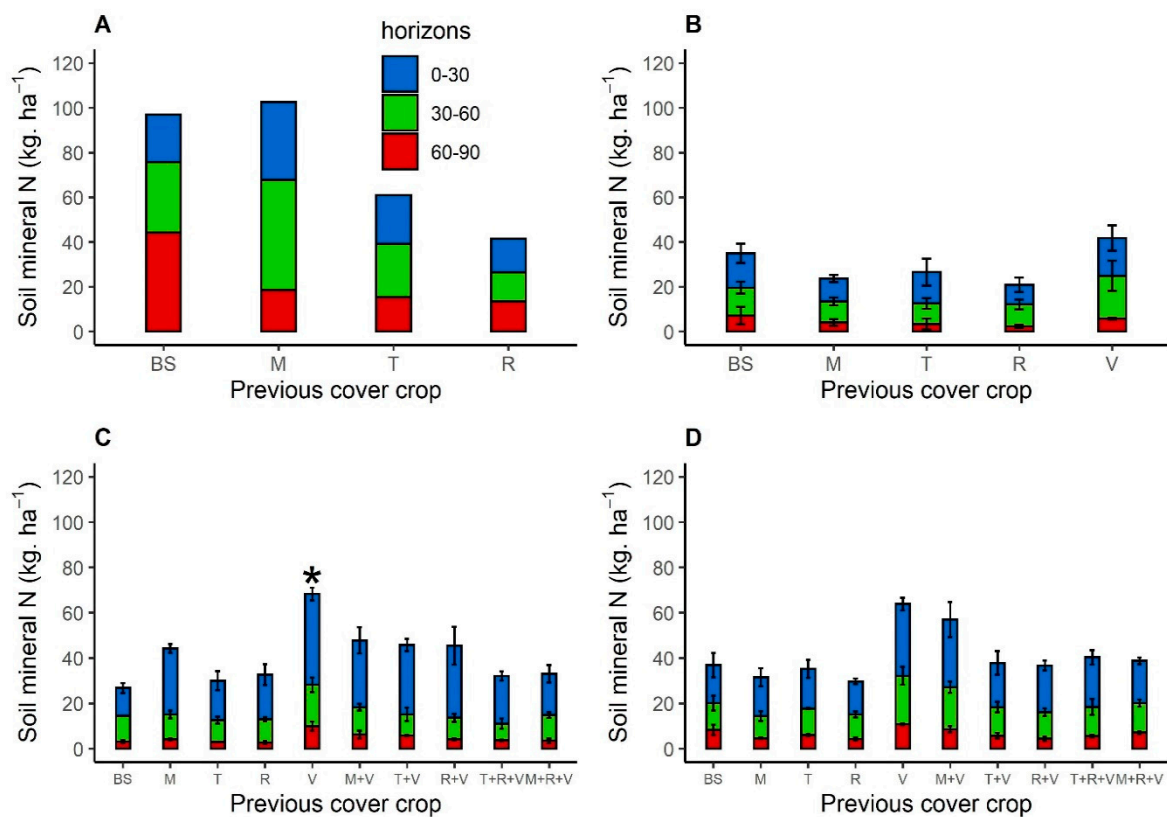 A
horizons
0-30
30-60
60-90
120
100
80
60
40
20
0
Soil mineral N (kg. ha⁻¹)
BS M T R
Previous cover crop
B
120
100
80
60
40
20
0
Soil mineral N (kg. ha⁻¹)
BS M T R V
Previous cover crop
C
120
100
80
60
40
20
0
Soil mineral N (kg. ha⁻¹)
*
BS M T R V M+V T+V R+V T+R+V M+R+V
Previous cover crop
D
120
100
80
60
40
20
0
Soil mineral N (kg. ha⁻¹)
BS M T R V M+V T+V R+V T+R+V M+R+V
Previous cover crop